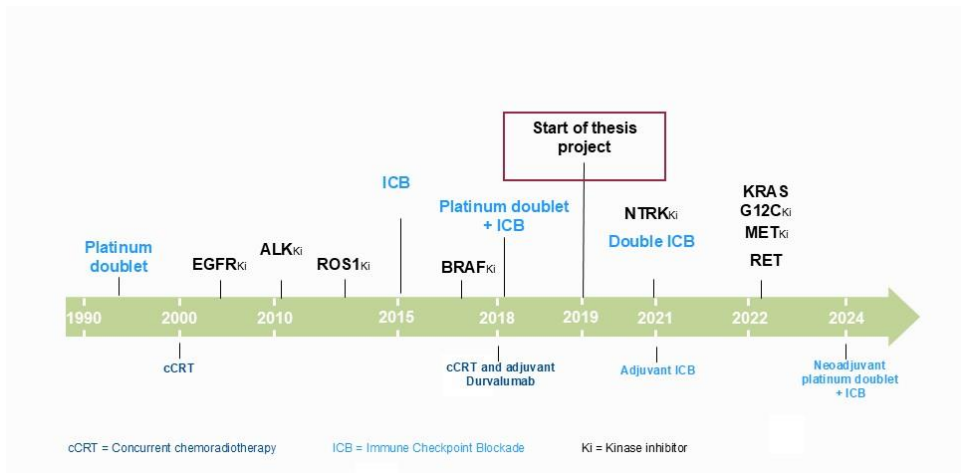 Start of thesis
project
ICB
Platinum doublet
+ ICB
KRAS
G12CKi
NTRKKi
METKi
Double ICB
Platinum
doublet
EGFRKi
ALKKi
ROS1Ki
BRAFKi
RET
1990 2000 2010 2015 2018 2019 2021 2022 2024
cCRT
cCRT and adjuvant
Durvalumab
Adjuvant ICB
Neoadjuvant
platinum doublet
+ ICB
cCRT = Concurrent chemoradiotherapy ICB = Immune Checkpoint Blockade Ki = Kinase inhibitor